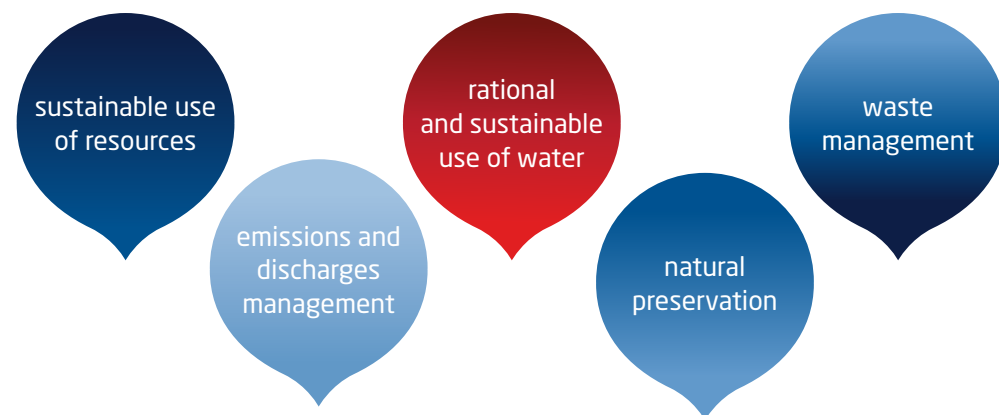 sustainable use
of resources
emissions and
discharges
management
rational
and sustainable
use of water
natural
preservation
waste
management